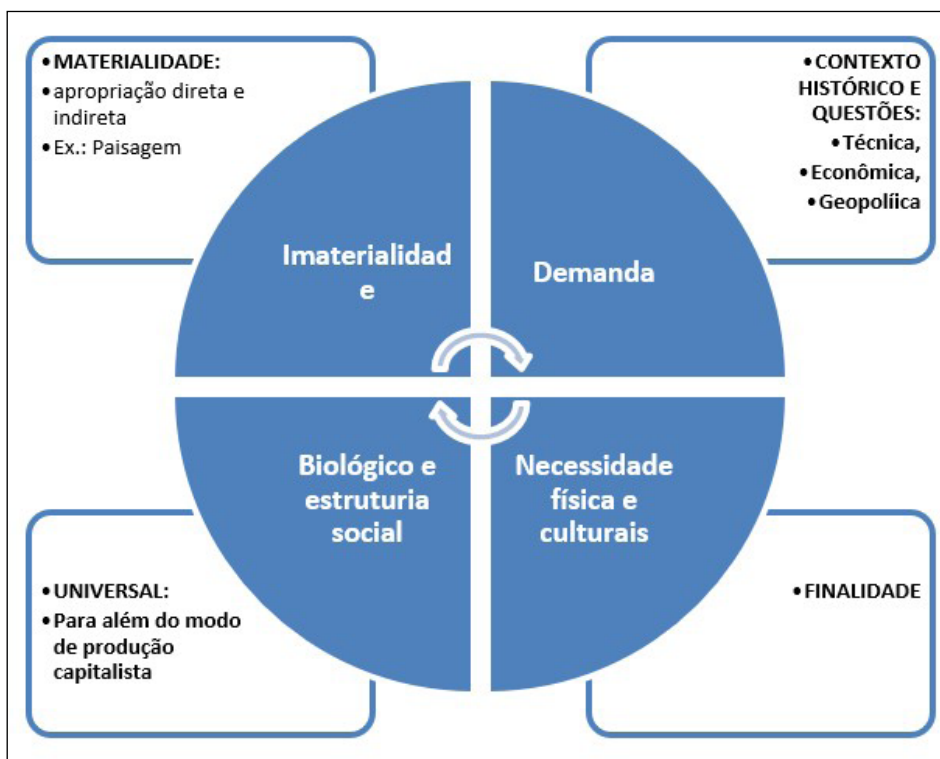 •MATERIALIDADE:
•apropriação direta e
indireta
•Ex.: Paisagem
•CONTEXTO
HISTÓRICO E
QUESTÕES:
•Técnica,
•Econômica,
•Geopolíica
Imaterialidad
e
Demanda
Biológico e
estruturia
social
Necessidade
física e
culturais
•UNIVERSAL:
•Para além do modo
de produção
capitalista
•FINALIDADE